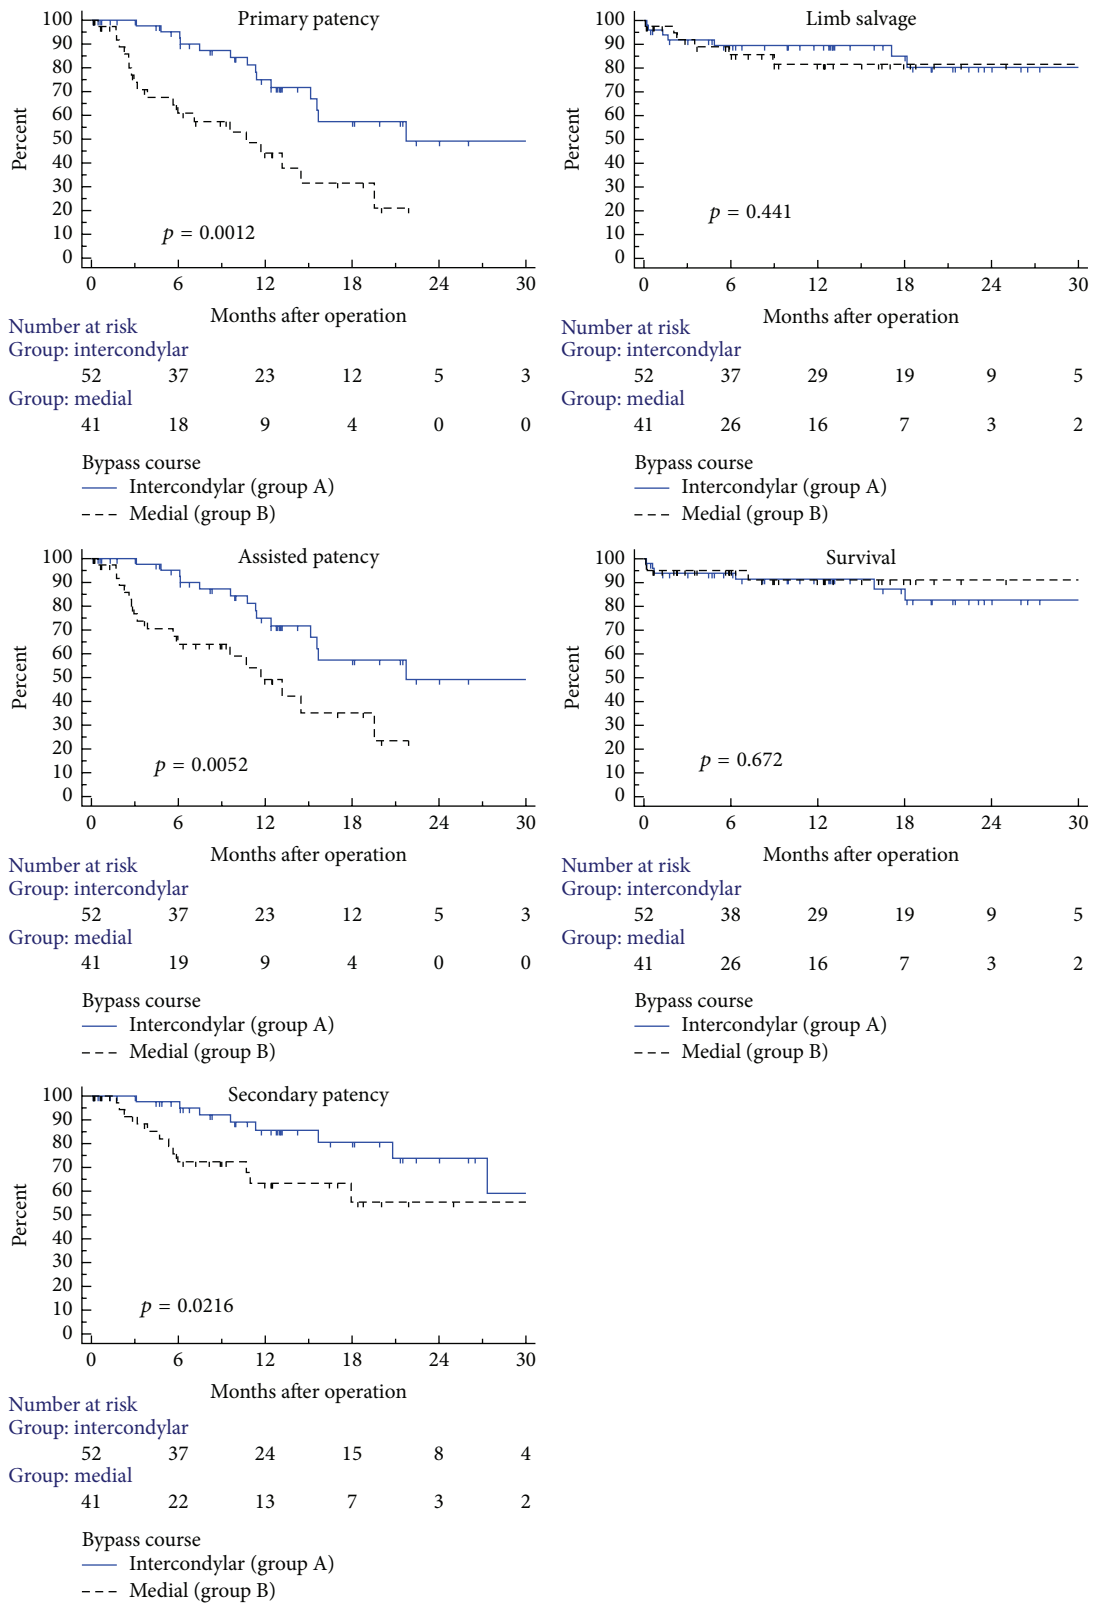 Primary patency
Percent
100
90
80
70
60
50
40
30
20
10
0
p = 0.0012
0 6 12 18 24 30
Months after operation
Number at risk
Group: intercondylar
52 37 23 12 5 3
Group: medial
41 18 9 4 0 0
Bypass course
Intercondylar (group A)
Medial (group B)
Limb salvage
Percent
100
90
80
70
60
50
40
30
20
10
0
p = 0.441
0 6 12 18 24 30
Months after operation
Number at risk
Group: intercondylar
52 37 29 19 9 5
Group: medial
41 26 16 7 3 2
Bypass course
Intercondylar (group A)
Medial (group B)
Assisted patency
Percent
100
90
80
70
60
50
40
30
20
10
0
p = 0.0052
0 6 12 18 24 30
Months after operation
Number at risk
Group: intercondylar
52 37 23 12 5 3
Group: medial
41 19 9 4 0 0
Bypass course
Intercondylar (group A)
Medial (group B)
Survival
Percent
100
90
80
70
60
50
40
30
20
10
0
p = 0.672
0 6 12 18 24 30
Months after operation
Number at risk
Group: intercondylar
52 38 29 19 9 5
Group: medial
41 26 16 7 3 2
Bypass course
Intercondylar (group A)
Medial (group B)
Secondary patency
Percent
100
90
80
70
60
50
40
30
20
10
0
p = 0.0216
0 6 12 18 24 30
Months after operation
Number at risk
Group: intercondylar
52 37 24 15 8 4
Group: medial
41 22 13 7 3 2
Bypass course
Intercondylar (group A)
Medial (group B)